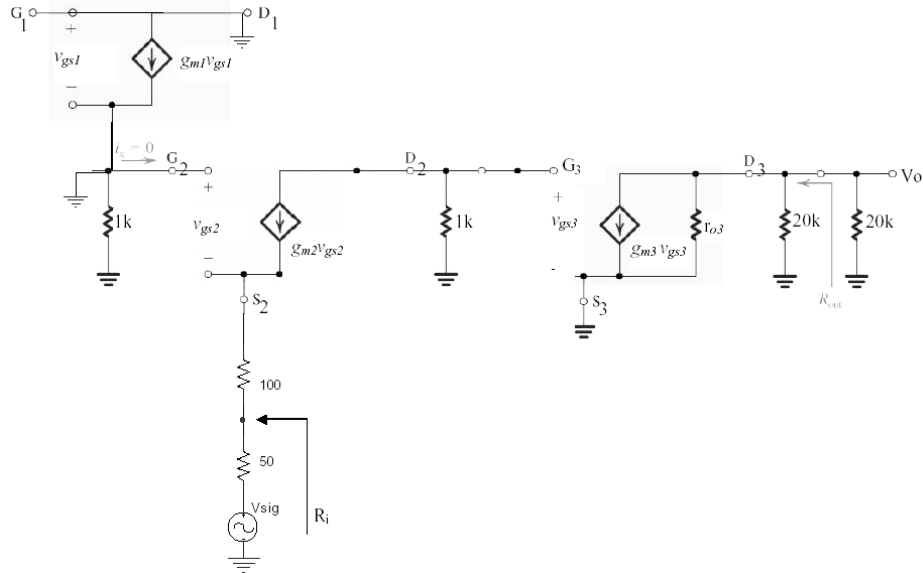 G1
D1
+
vgs1
gm1vgs1
−
ig = 0
G2
+
1k
vgs2
−
gm2vgs2
D2
S2
1k
G3
+
vgs3
-
gm3 vgs3
ro3
S3
D3
Vo
20k
20k
Rout
100
50
Vsig
Ri